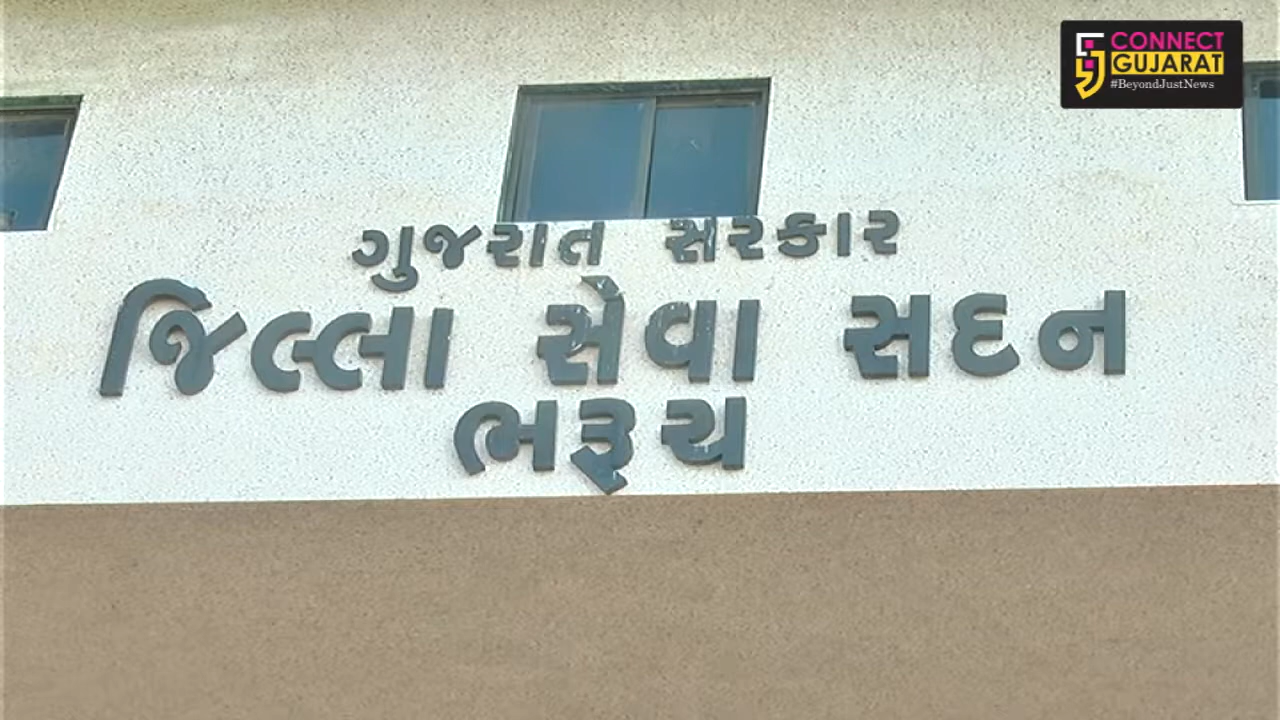 CONNECT
GUJARAT
#BeyondJustNews
ગુજરાત સરકાર
જિલ્લા સેવા સદન
ભરૂચ